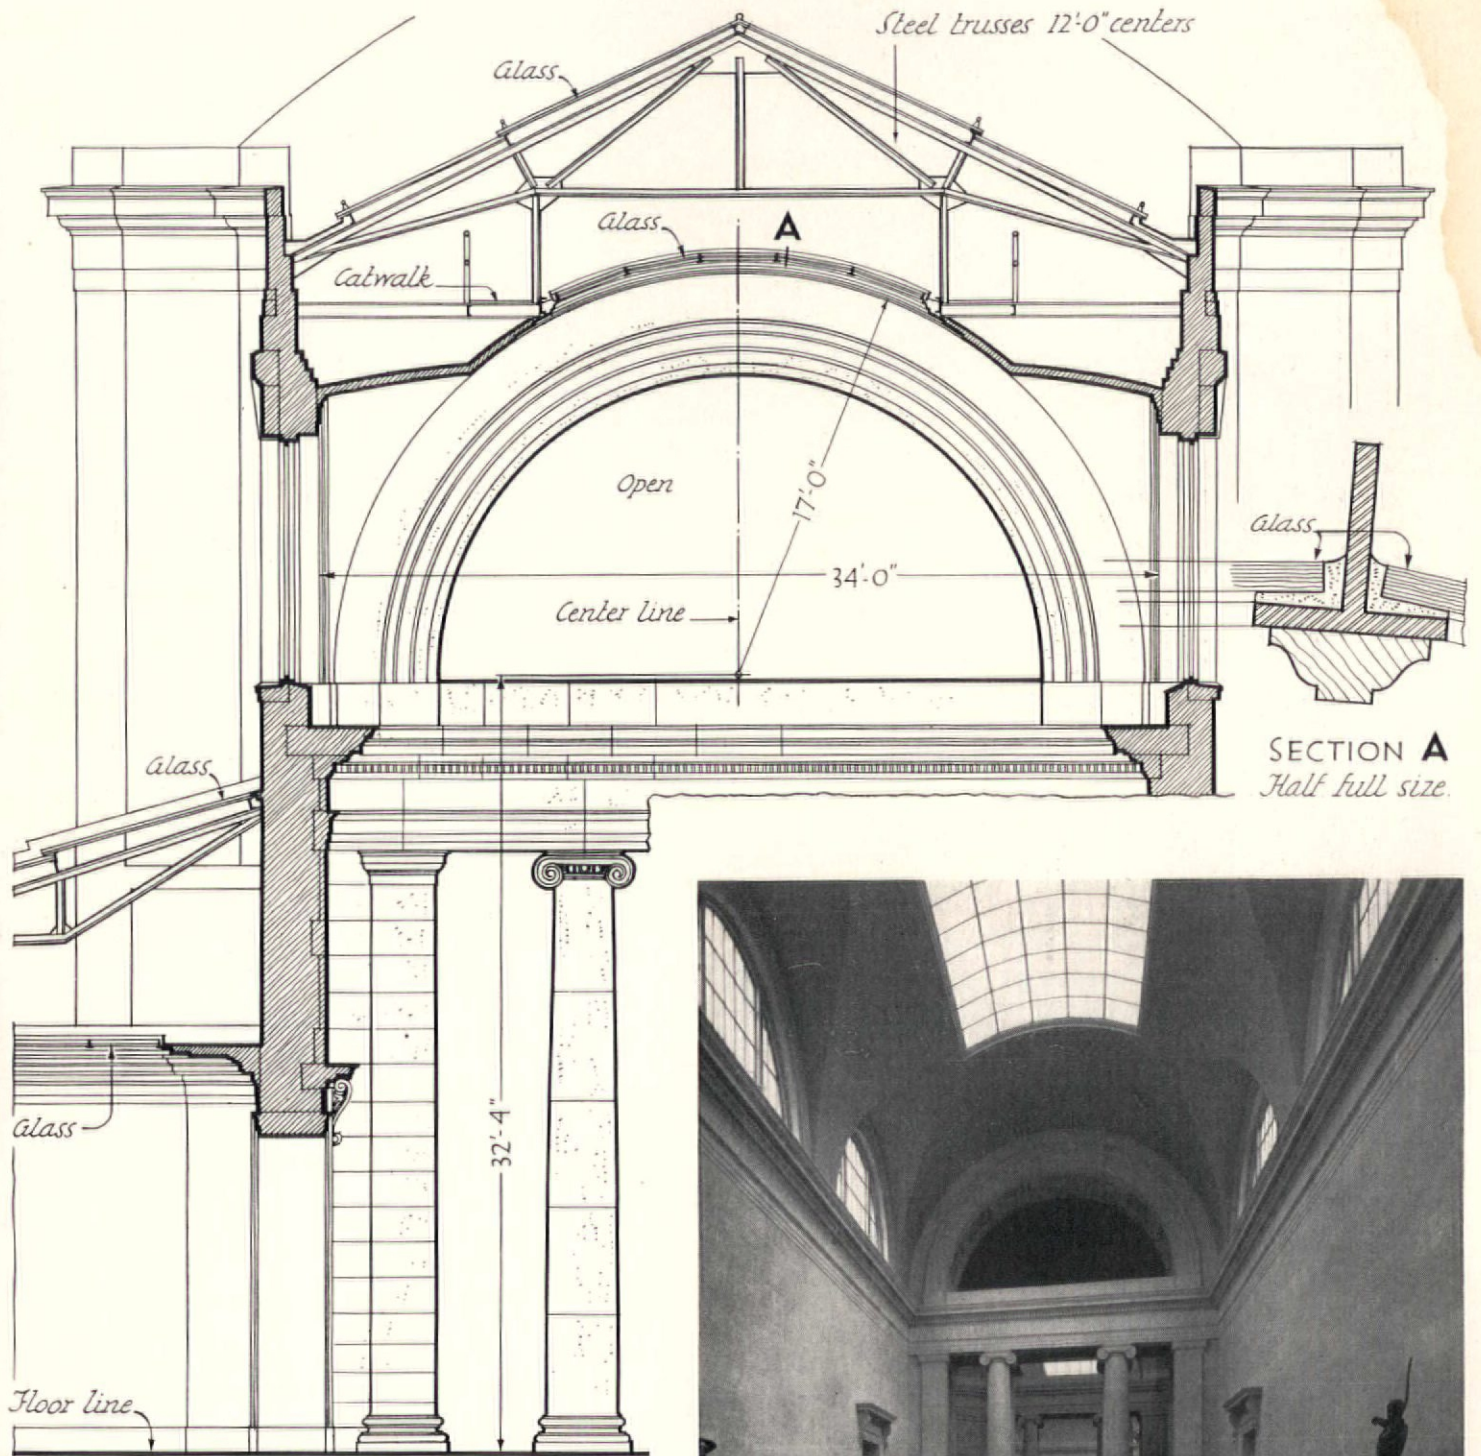 Steel trusses 12'-0" centers
Glass
Glass
A
Catwalk
Open
17'-0"
Glass
34'-0"
Center line
SECTION A
Half full size.
Glass
Glass
32'-4"
Floor line